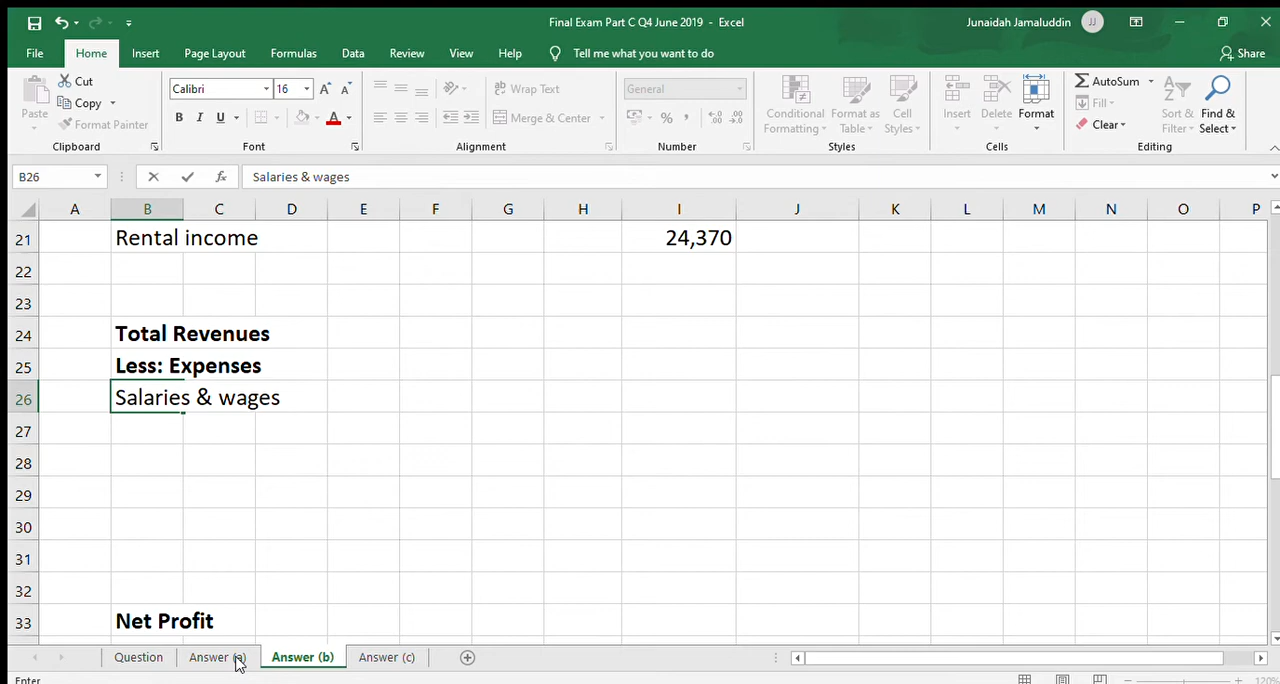 Final Exam Part C Q4 June 2019 - Excel
Junaidah Jamaluddin
JJ
File Home Insert Page Layout Formulas Data Review View Help Tell me what you want to do
Share
Paste
Cut
Copy
Format Painter
Clipboard
Calibri 16 A A
B I U A
Font
Wrap Text
Merge & Center
Alignment
General
% , .00
Number
Conditional Formatting
Format as Table
Cell Styles
Styles
Insert Delete Format
Cells
AutoSum
Fill
Clear
Sort & Filter
Find & Select
Editing
B26 fx Salaries & wages
A B C D E F G H I J K L M N O P
21 Rental income 24,370
22
23
24 Total Revenues
25 Less: Expenses
26 Salaries & wages
27
28
29
30
31
32
33 Net Profit
Question Answer (a) Answer (b) Answer (c)
Enter
120%